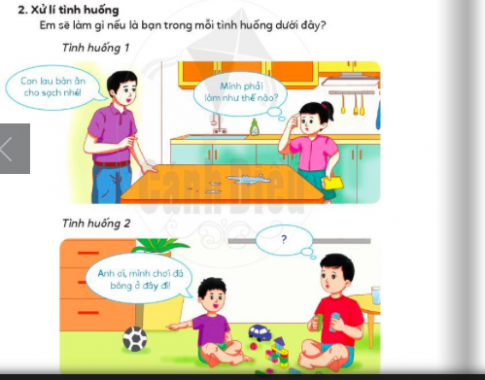 2. Xử lí tình huống
Em sẽ làm gì nếu là bạn trong mỗi tình huống dưới đây?
Tình huống 1
Con lau bàn ăn
cho sạch nhé!
Mình phải
làm như thế nào?
Cánh Diều
Tình huống 2
?
Anh ơi, mình chơi đá
bóng ở đây đi!